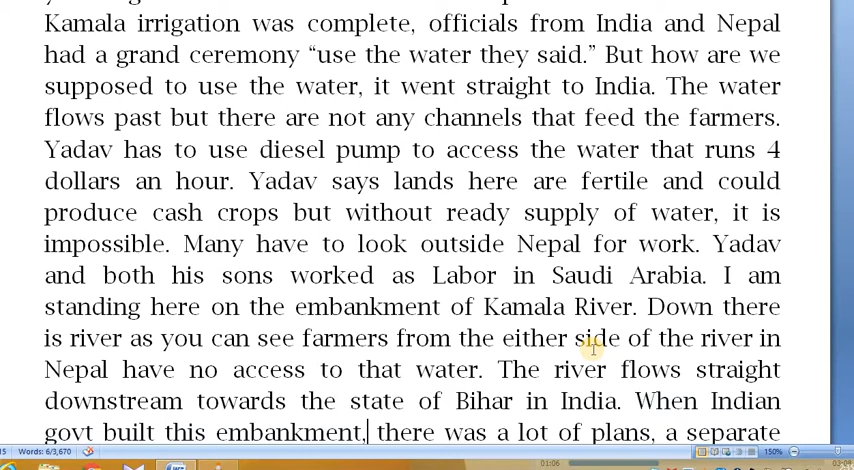 Kamala irrigation was complete, officials from India and Nepal
had a grand ceremony “use the water they said.” But how are we
supposed to use the water, it went straight to India. The water
flows past but there are not any channels that feed the farmers.
Yadav has to use diesel pump to access the water that runs 4
dollars an hour. Yadav says lands here are fertile and could
produce cash crops but without ready supply of water, it is
impossible. Many have to look outside Nepal for work. Yadav
and both his sons worked as Labor in Saudi Arabia. I am
standing here on the embankment of Kamala River. Down there
is river as you can see farmers from the either side of the river in
Nepal have no access to that water. The river flows straight
downstream towards the state of Bihar in India. When Indian
govt built this embankment, there was a lot of plans, a separate
Words: 6/3,670
150%
01:06